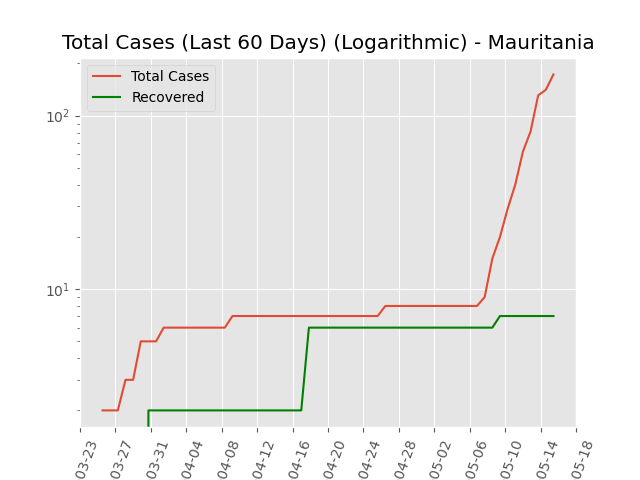 Total Cases (Last 60 Days) (Logarithmic) - Mauritania
Total Cases
Recovered
10²
10¹
03-23 03-27 03-31 04-04 04-08 04-12 04-16 04-20 04-24 04-28 05-02 05-06 05-10 05-14 05-18